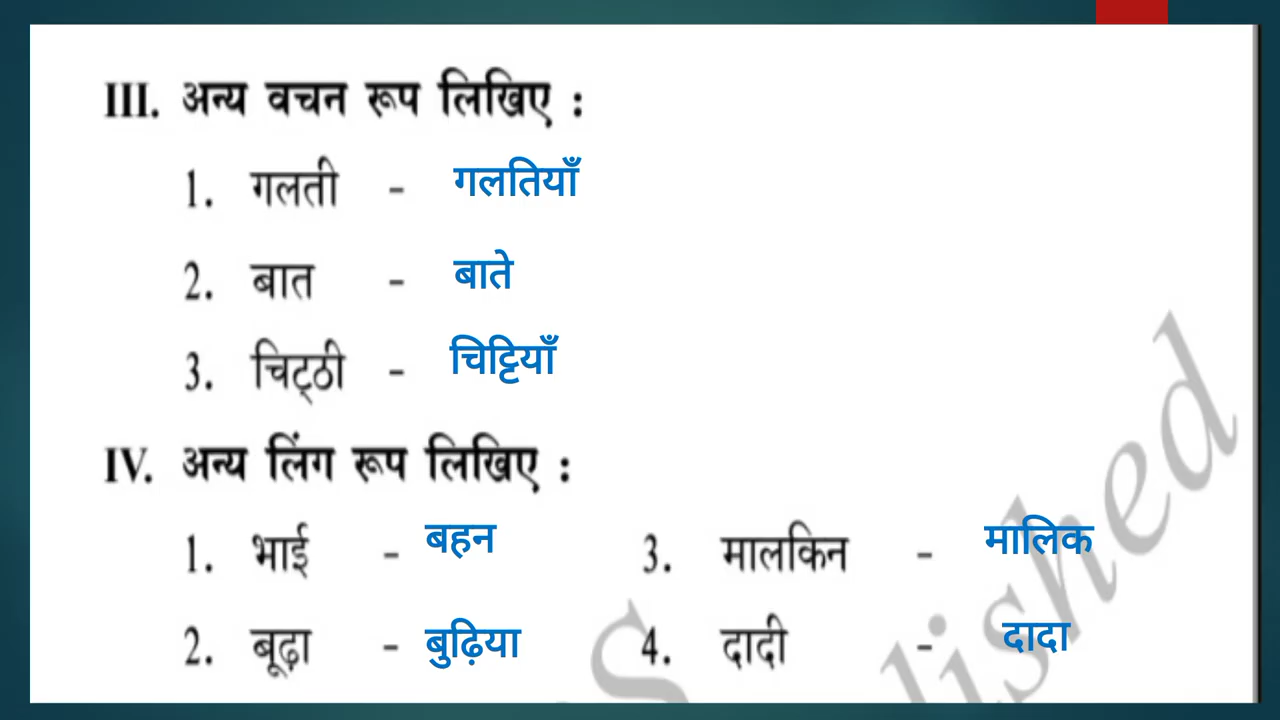 III. अन्य वचन रूप लिखिए :
1. गलती - गलतियाँ
2. बात - बाते
3. चिट्ठी - चिट्टियाँ
IV. अन्य लिंग रूप लिखिए :
1. भाई - बहन 3. मालकिन - मालिक
2. बूढ़ा - बुढ़िया 4. दादी - दादा